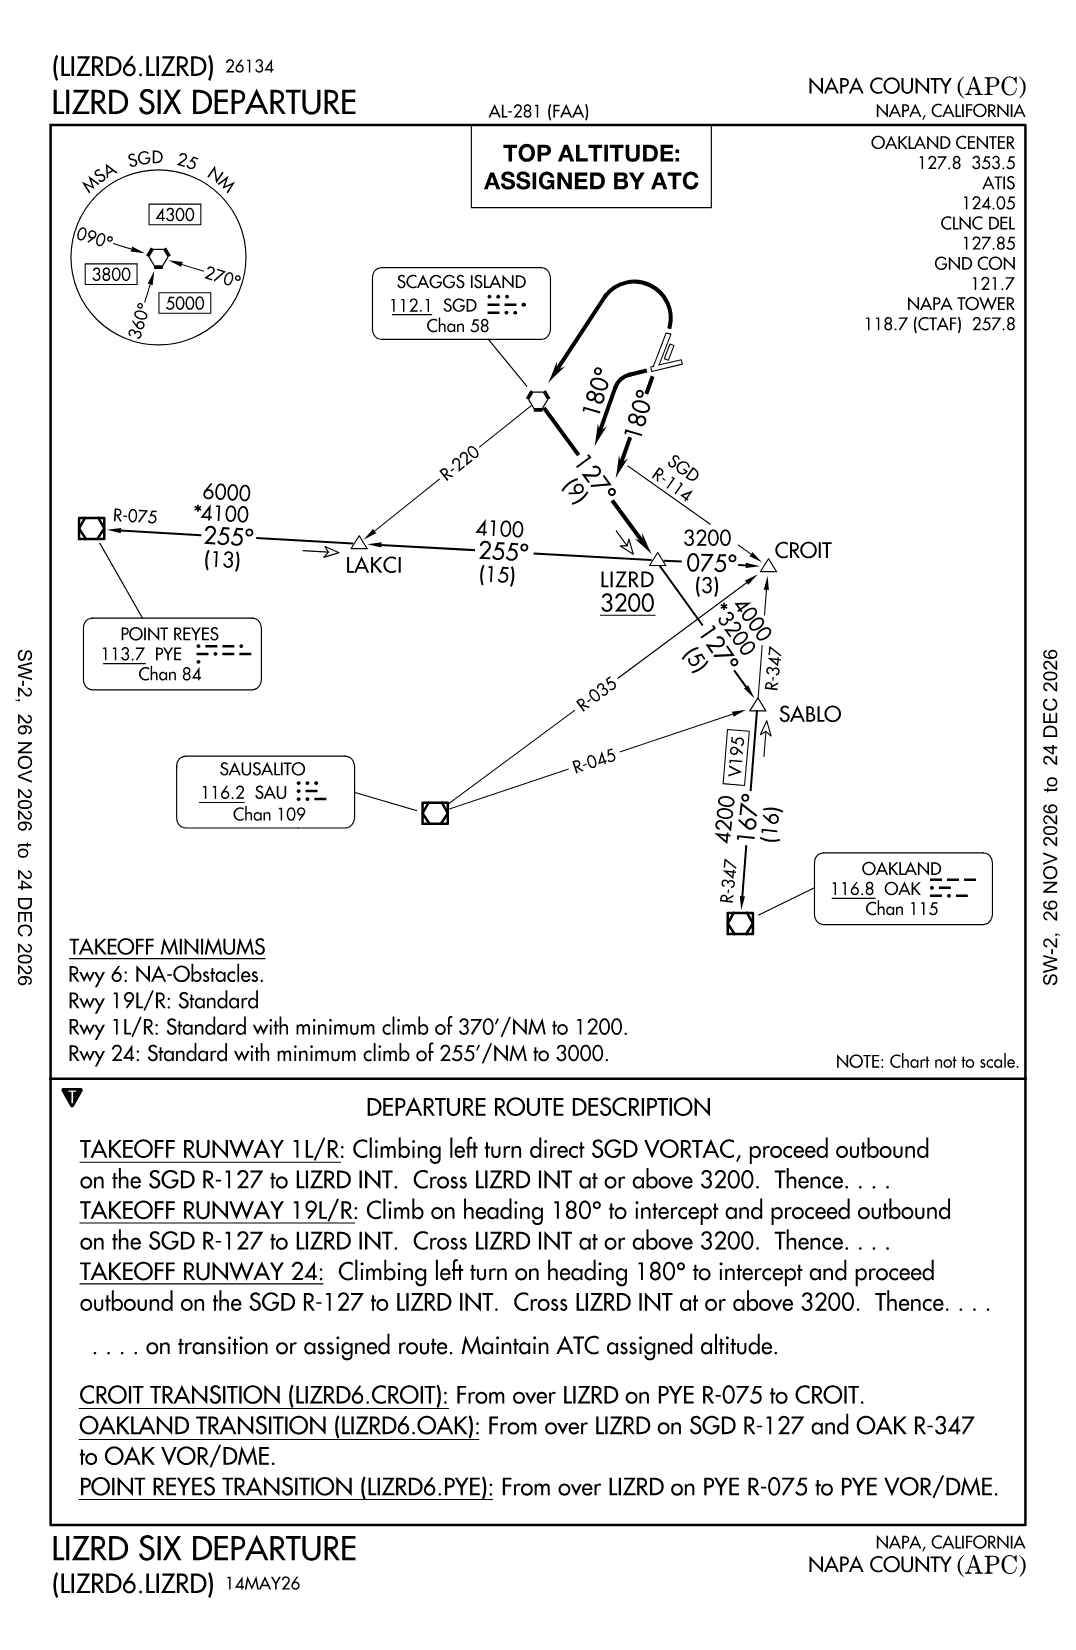 (LIZRD6.LIZRD) 26134
LIZRD SIX DEPARTURE
AL-281 (FAA)
NAPA COUNTY (APC)
NAPA, CALIFORNIA
TOP ALTITUDE:
ASSIGNED BY ATC
OAKLAND CENTER
127.8 353.5
ATIS
124.05
CLNC DEL
127.85
GND CON
121.7
NAPA TOWER
118.7 (CTAF) 257.8
MSA SGD 25 NM
4300
090°
3800
270°
5000
360°
SCAGGS ISLAND
112.1 SGD
Chan 58
180°
180°
R-220
127°
(9)
SGD
R-114
R-075
6000
*4100
255°
(13)
LAKCI
4100
255°
(15)
LIZRD
3200
3200
075°
(3)
CROIT
4000
*3200
127°
(5)
R-347
SABLO
POINT REYES
113.7 PYE
Chan 84
R-035
R-045
SAUSALITO
116.2 SAU
Chan 109
V195
4200
167°
(16)
R-347
OAKLAND
116.8 OAK
Chan 115
SW-2, 26 NOV 2026 to 24 DEC 2026
SW-2, 26 NOV 2026 to 24 DEC 2026
TAKEOFF MINIMUMS
Rwy 6: NA-Obstacles.
Rwy 19L/R: Standard
Rwy 1L/R: Standard with minimum climb of 370'/NM to 1200.
Rwy 24: Standard with minimum climb of 255'/NM to 3000.
NOTE: Chart not to scale.
T
DEPARTURE ROUTE DESCRIPTION
TAKEOFF RUNWAY 1L/R: Climbing left turn direct SGD VORTAC, proceed outbound
on the SGD R-127 to LIZRD INT. Cross LIZRD INT at or above 3200. Thence. . . .
TAKEOFF RUNWAY 19L/R: Climb on heading 180° to intercept and proceed outbound
on the SGD R-127 to LIZRD INT. Cross LIZRD INT at or above 3200. Thence. . . .
TAKEOFF RUNWAY 24: Climbing left turn on heading 180° to intercept and proceed
outbound on the SGD R-127 to LIZRD INT. Cross LIZRD INT at or above 3200. Thence. . . .
. . . . on transition or assigned route. Maintain ATC assigned altitude.
CROIT TRANSITION (LIZRD6.CROIT): From over LIZRD on PYE R-075 to CROIT.
OAKLAND TRANSITION (LIZRD6.OAK): From over LIZRD on SGD R-127 and OAK R-347
to OAK VOR/DME.
POINT REYES TRANSITION (LIZRD6.PYE): From over LIZRD on PYE R-075 to PYE VOR/DME.
LIZRD SIX DEPARTURE
(LIZRD6.LIZRD) 14MAY26
NAPA, CALIFORNIA
NAPA COUNTY (APC)